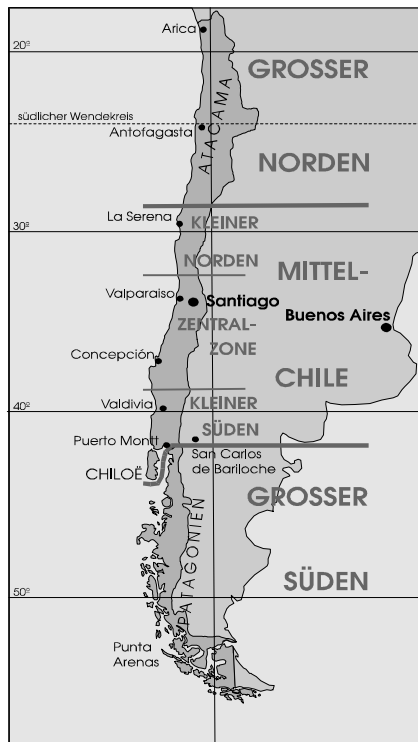 Arica
20º
GROSSER
ATACAMA
südlicher Wendekreis
Antofagasta
NORDEN
La Serena
KLEINER
30º
NORDEN
MITTEL-
Valparaiso
Santiago
Buenos Aires
ZENTRAL-
ZONE
Concepción
CHILE
KLEINER
40º
Valdivia
SÜDEN
Puerto Montt
San Carlos
de Bariloche
CHILOË
GROSSER
PATAGONIEN
SÜDEN
50º
Punta
Arenas